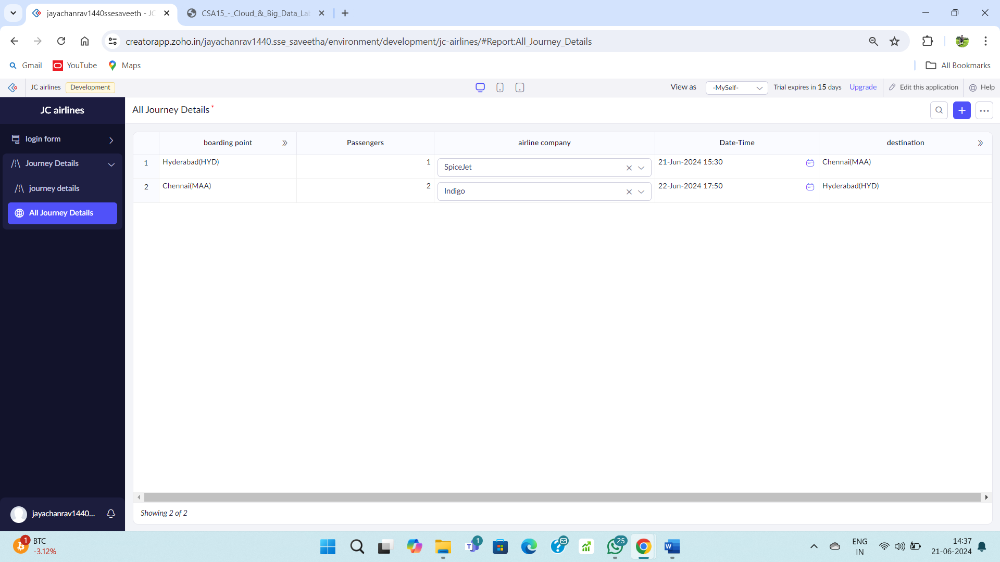 jayachanrav1440ssesaveeth - JC
CSA15_-_Cloud_&_Big_Data_Lab
creatorapp.zoho.in/jayachanrav1440.sse_saveetha/environment/development/jc-airlines/#Report:All_Journey_Details
Gmail YouTube Maps All Bookmarks
JC airlines Development View as -MySelf- Trial expires in 15 days Upgrade Edit this application Help
JC airlines
login form
Journey Details
journey details
All Journey Details
All Journey Details *
boarding point Passengers airline company Date-Time destination
1 Hyderabad(HYD) 1 SpiceJet 21-Jun-2024 15:30 Chennai(MAA)
2 Chennai(MAA) 2 Indigo 22-Jun-2024 17:50 Hyderabad(HYD)
Showing 2 of 2
jayachanrav1440...
1 BTC
-3.12%
1
25
ENG
IN
14:37
21-06-2024